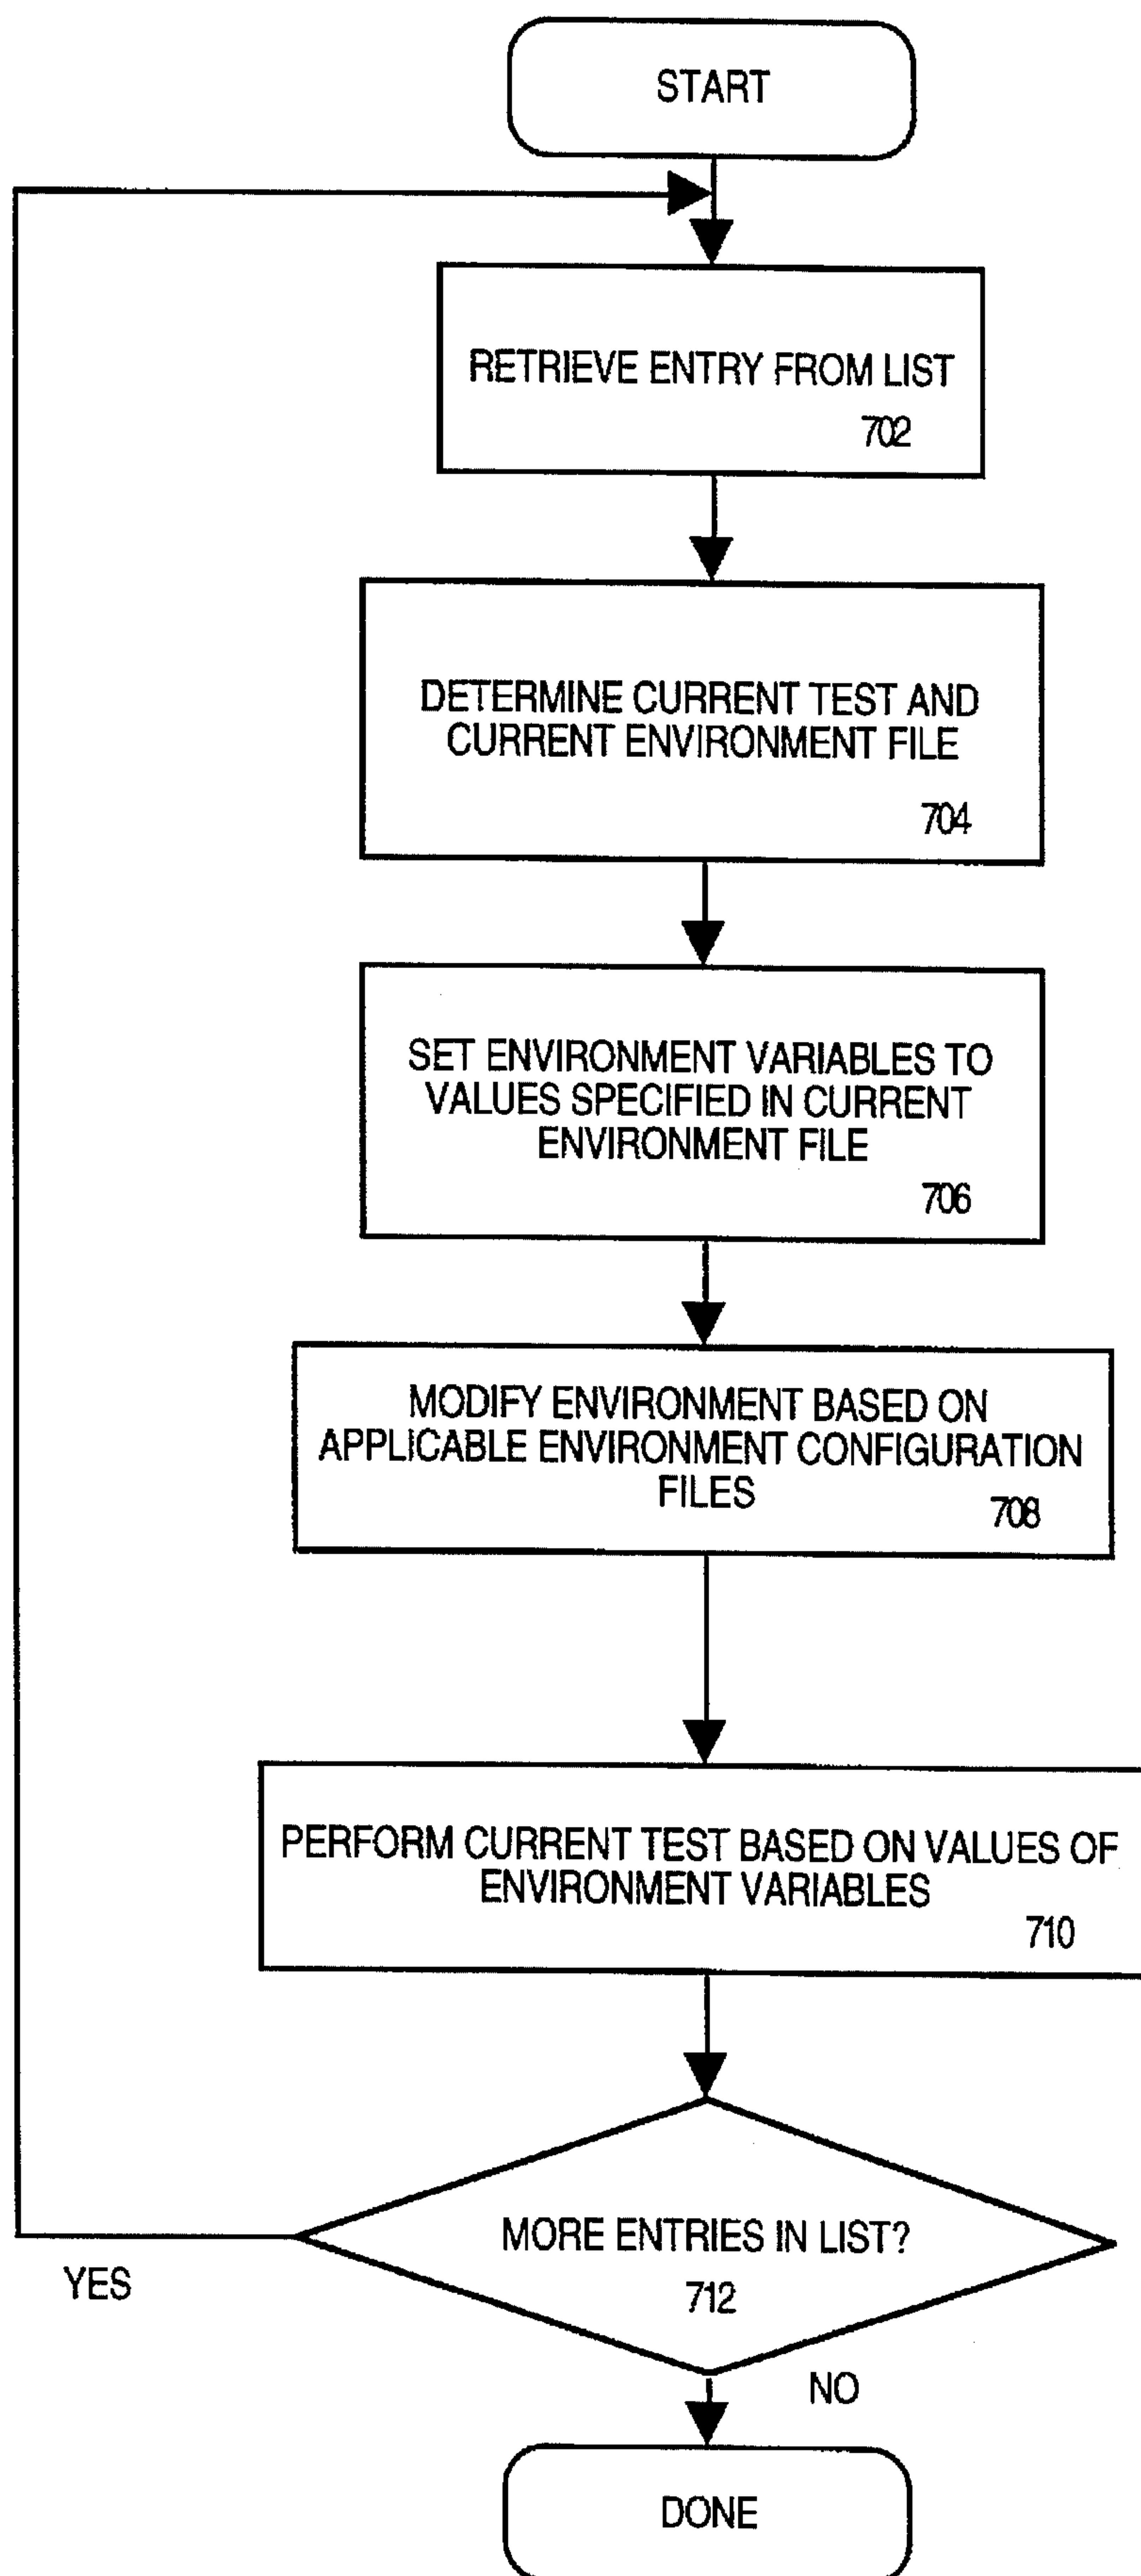 START
RETRIEVE ENTRY FROM LIST
702
DETERMINE CURRENT TEST AND
CURRENT ENVIRONMENT FILE
704
SET ENVIRONMENT VARIABLES TO
VALUES SPECIFIED IN CURRENT
ENVIRONMENT FILE
706
MODIFY ENVIRONMENT BASED ON
APPLICABLE ENVIRONMENT CONFIGURATION
FILES
708
PERFORM CURRENT TEST BASED ON VALUES OF
ENVIRONMENT VARIABLES
710
MORE ENTRIES IN LIST?
712
YES
NO
DONE